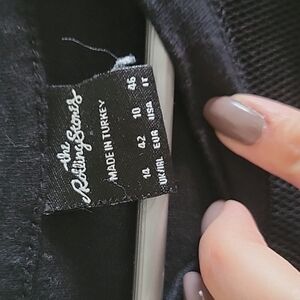 the
Rolling Stones
MADE IN TURKEY
14 42 10 46
UK/IRL EUR USA IT